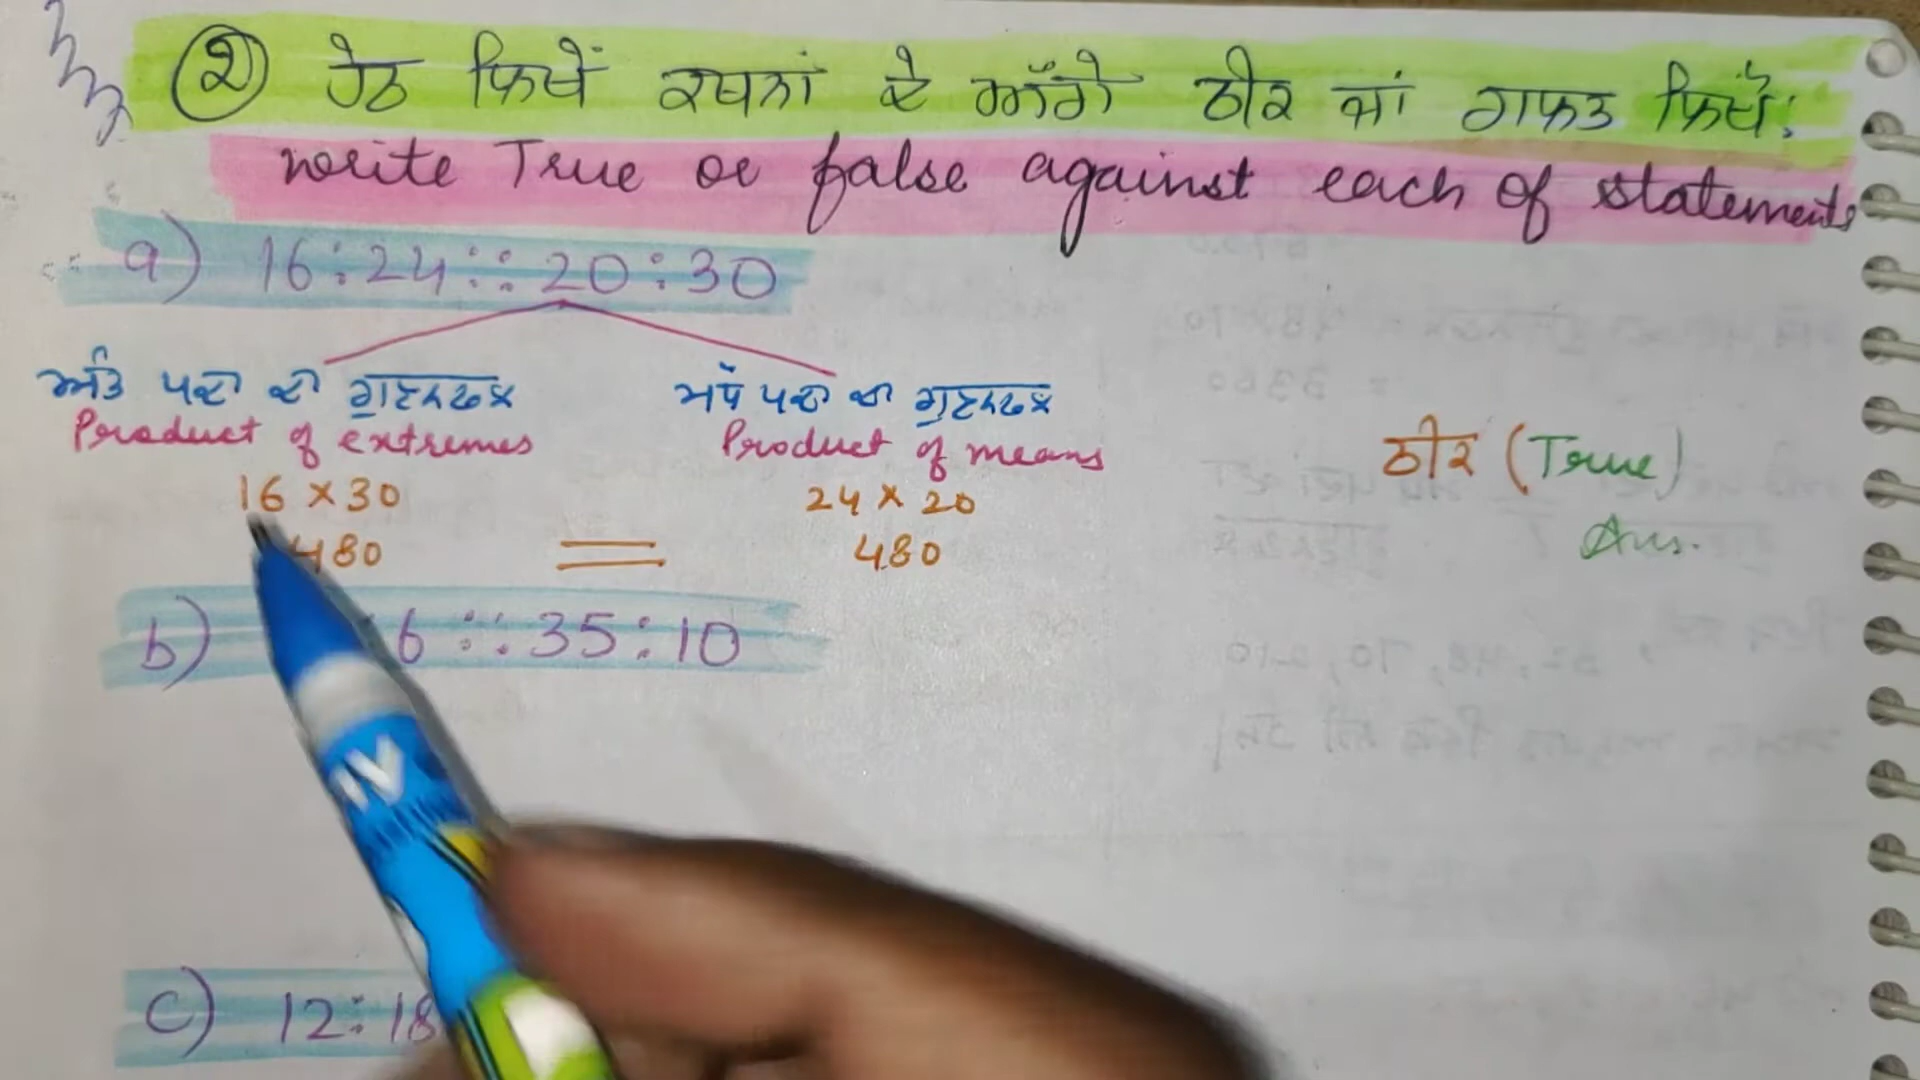 ੨ ਹੇਠ ਲਿਖੇਂ ਕਥਨਾਂ ਦੇ ਅੱਗੇ ਠੀਕ ਜਾਂ ਗਲਤ ਲਿਖੋ:
write True or false against each of statements
a) 16:24::20:30
ਅੰਤ ਪਦਾਂ ਦਾ ਗੁਣਨਫਲ ਮੱਧ ਪਦਾਂ ਦਾ ਗੁਣਨਫਲ
Product of extremes Product of means
ਠੀਕ (True)
16 × 30 24 × 20
480 = 480
Ans.
b) 6::35:10
c) 12:18